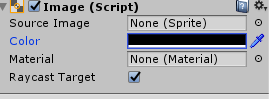 Image (Script)
Source Image None (Sprite)
Color
Material None (Material)
Raycast Target